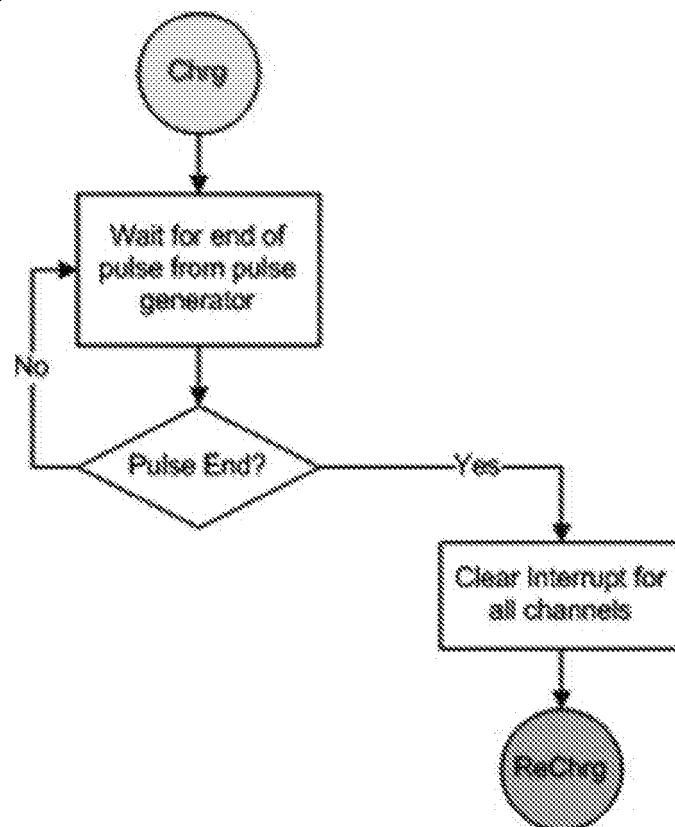 Chrg
Wait for end of
pulse from pulse
generator
No
Pulse End?
Yes
Clear Interrupt for
all channels
ReChrg